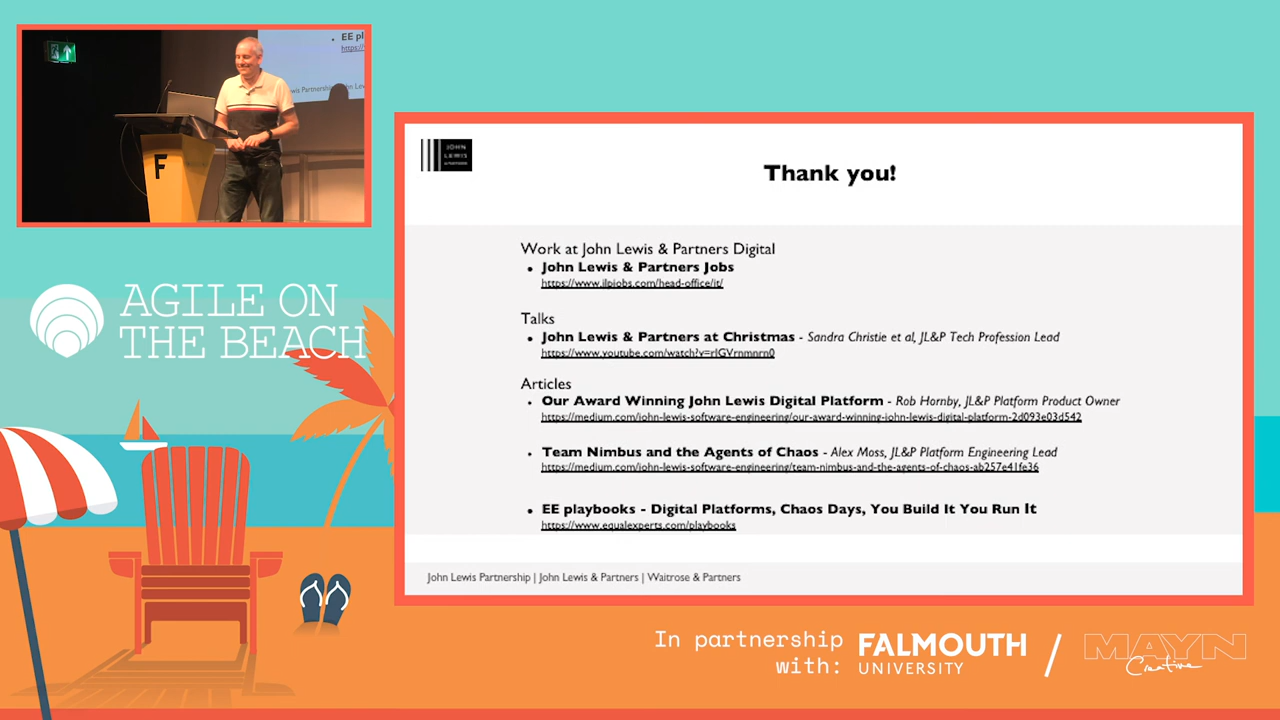 EE pl
https://
F
AGILE ON
THE BEACH
JOHN
LEWIS
Thank you!
Work at John Lewis & Partners Digital
• John Lewis & Partners Jobs
https://www.jlpjobs.com/head-office/it/
Talks
• John Lewis & Partners at Christmas - Sandra Christie et al, JL&P Tech Profession Lead
https://www.youtube.com/watch?v=rIGVrnmnrn0
Articles
• Our Award Winning John Lewis Digital Platform - Rob Hornby, JL&P Platform Product Owner
https://medium.com/john-lewis-software-engineering/our-award-winning-john-lewis-digital-platform-2d093e03d542
• Team Nimbus and the Agents of Chaos - Alex Moss, JL&P Platform Engineering Lead
https://medium.com/john-lewis-software-engineering/team-nimbus-and-the-agents-of-chaos-ab257e41fe36
• EE playbooks - Digital Platforms, Chaos Days, You Build It You Run It
https://www.equalexperts.com/playbooks
John Lewis Partnership | John Lewis & Partners | Waitrose & Partners
In partnership
with:
FALMOUTH
UNIVERSITY
/
MAYN
Creative